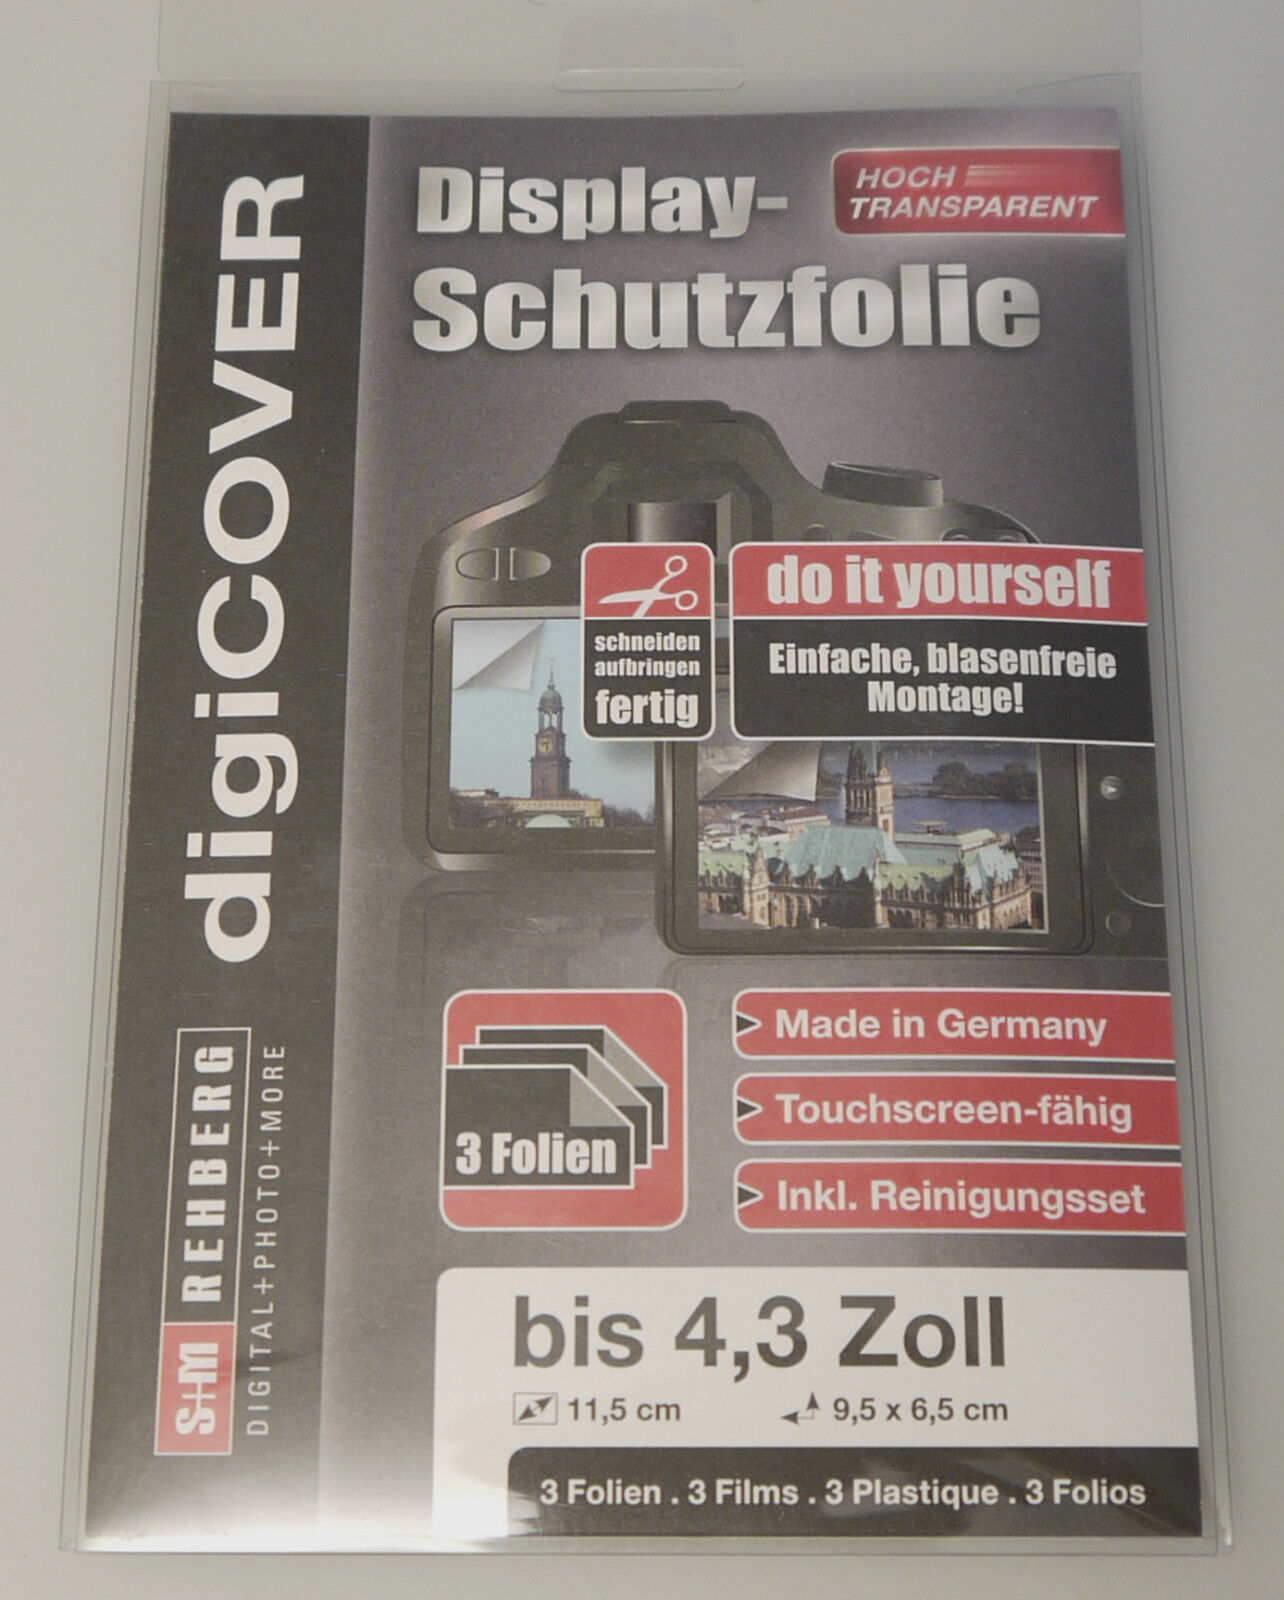 digiCOVER
S+M REHBERG
DIGITAL+PHOTO+MORE
Display-
Schutzfolie
HOCH
TRANSPARENT
schneiden
aufbringen
fertig
do it yourself
Einfache, blasenfreie
Montage!
3 Folien
Made in Germany
Touchscreen-fähig
Inkl. Reinigungsset
bis 4,3 Zoll
11,5 cm
9,5 x 6,5 cm
3 Folien . 3 Films . 3 Plastique . 3 Folios